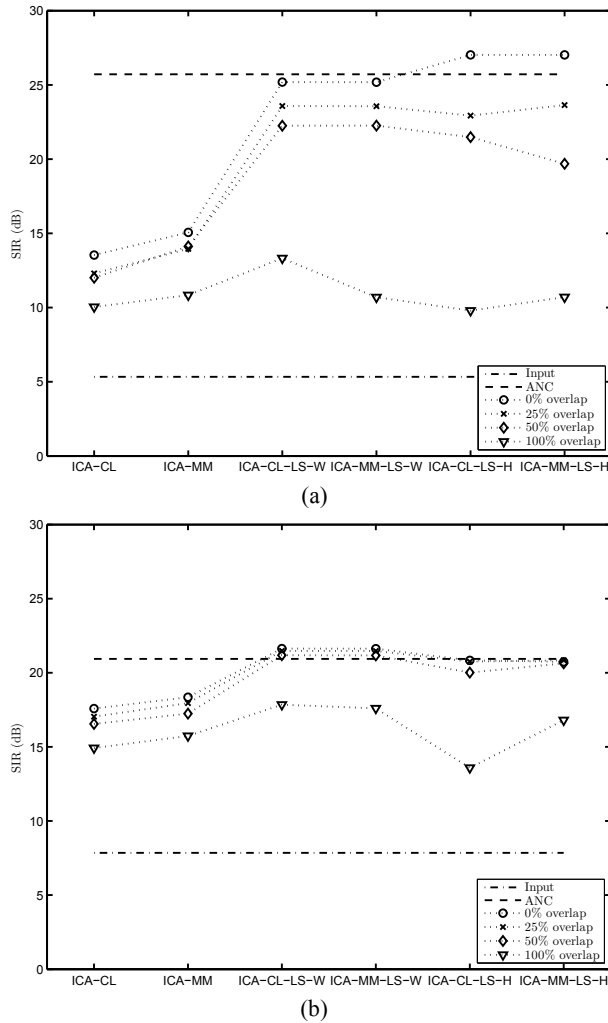 30
25
20
15
10
5
0
SIR (dB)
Input
ANC
0% overlap
25% overlap
50% overlap
100% overlap
ICA−CL ICA−MM ICA−CL−LS−W ICA−MM−LS−W ICA−CL−LS−H ICA−MM−LS−H
(a)
30
25
20
15
10
5
0
SIR (dB)
Input
ANC
0% overlap
25% overlap
50% overlap
100% overlap
ICA−CL ICA−MM ICA−CL−LS−W ICA−MM−LS−W ICA−CL−LS−H ICA−MM−LS−H
(b)